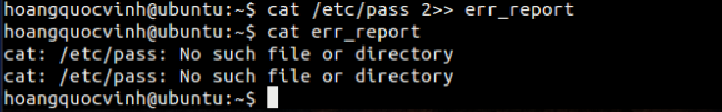 hoangquocvinh@ubuntu:~$ cat /etc/pass 2>> err_report
hoangquocvinh@ubuntu:~$ cat err_report
cat: /etc/pass: No such file or directory
cat: /etc/pass: No such file or directory
hoangquocvinh@ubuntu:~$